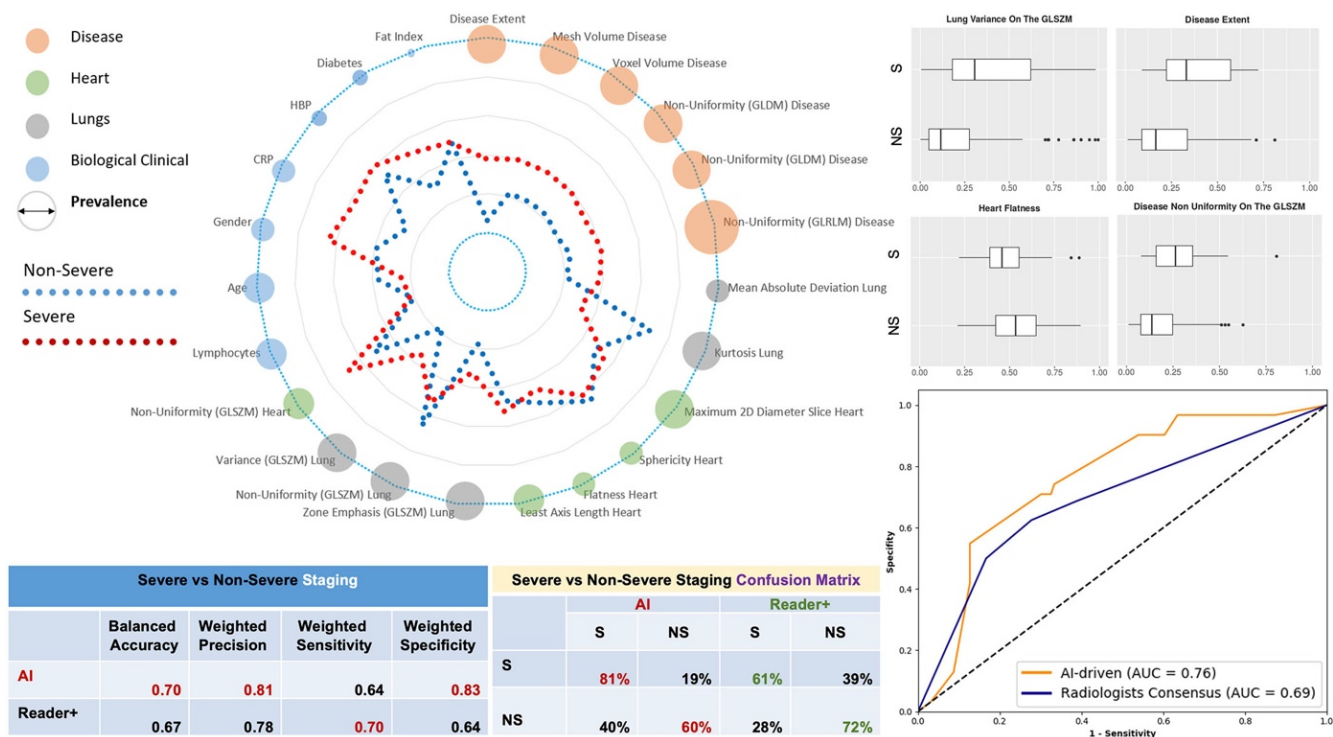 Disease
Heart
Lungs
Biological Clinical
Prevalence
Non-Severe
Severe
Disease Extent
Mesh Volume Disease
Voxel Volume Disease
Non-Uniformity (GLDM) Disease
Non-Uniformity (GLDM) Disease
Non-Uniformity (GLRLM) Disease
Mean Absolute Deviation Lung
Kurtosis Lung
Maximum 2D Diameter Slice Heart
Sphericity Heart
Flatness Heart
Least Axis Length Heart
Zone Emphasis (GLSZM) Lung
Non-Uniformity (GLSZM) Lung
Variance (GLSZM) Lung
Non-Uniformity (GLSZM) Heart
Lymphocytes
Age
Gender
CRP
HBP
Diabetes
Fat Index
Lung Variance On The GLSZM
S
NS
0.00 0.25 0.50 0.75 1.00
Disease Extent
0.00 0.25 0.50 0.75 1.00
Heart Flatness
S
NS
0.00 0.25 0.50 0.75 1.00
Disease Non Uniformity On The GLSZM
0.00 0.25 0.50 0.75 1.00
Specifity
1.0
0.8
0.6
0.4
0.2
0.0
0.0 0.2 0.4 0.6 0.8 1.0
1 - Sensitivity
AI-driven (AUC = 0.76)
Radiologists Consensus (AUC = 0.69)
Severe vs Non-Severe Staging
Balanced Accuracy Weighted Precision Weighted Sensitivity Weighted Specificity
AI 0.70 0.81 0.64 0.83
Reader+ 0.67 0.78 0.70 0.64
Severe vs Non-Severe Staging Confusion Matrix
AI Reader+
S NS S NS
S 81% 19% 61% 39%
NS 40% 60% 28% 72%